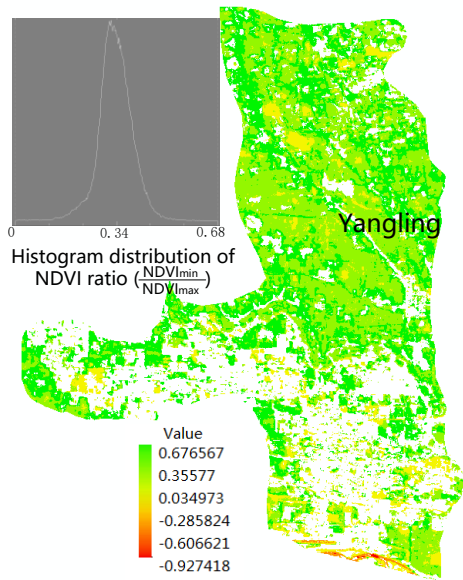 0 0.34 0.68
Histogram distribution of
NDVI ratio (NDVImin/NDVImax)
Yangling
Value
0.676567
0.35577
0.034973
-0.285824
-0.606621
-0.927418